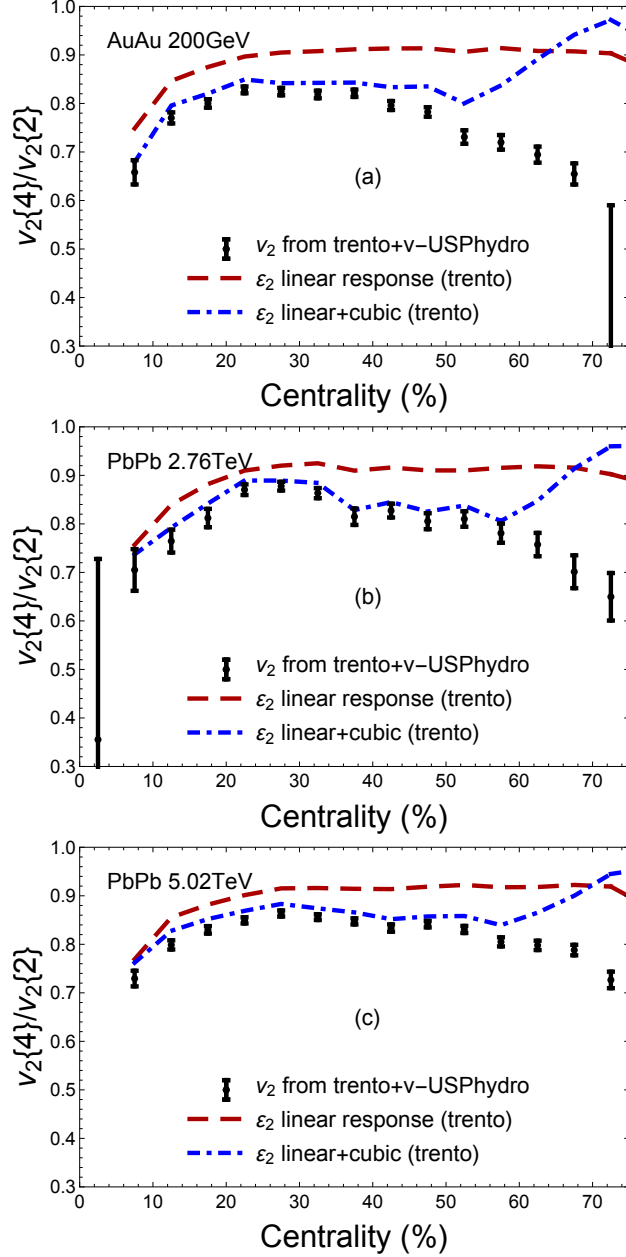 1.0
AuAu 200GeV
0.9
0.8
0.7
(a)
0.6
v₂{4}/v₂{2}
v₂ from trento+v−USPhydro
0.5
ε₂ linear response (trento)
0.4
ε₂ linear+cubic (trento)
0.3
0 10 20 30 40 50 60 70
Centrality (%)
1.0
PbPb 2.76TeV
0.9
0.8
0.7
(b)
0.6
v₂{4}/v₂{2}
v₂ from trento+v−USPhydro
0.5
ε₂ linear response (trento)
0.4
ε₂ linear+cubic (trento)
0.3
0 10 20 30 40 50 60 70
Centrality (%)
1.0
PbPb 5.02TeV
0.9
0.8
0.7
(c)
0.6
v₂{4}/v₂{2}
v₂ from trento+v−USPhydro
0.5
ε₂ linear response (trento)
0.4
ε₂ linear+cubic (trento)
0.3
0 10 20 30 40 50 60 70
Centrality (%)